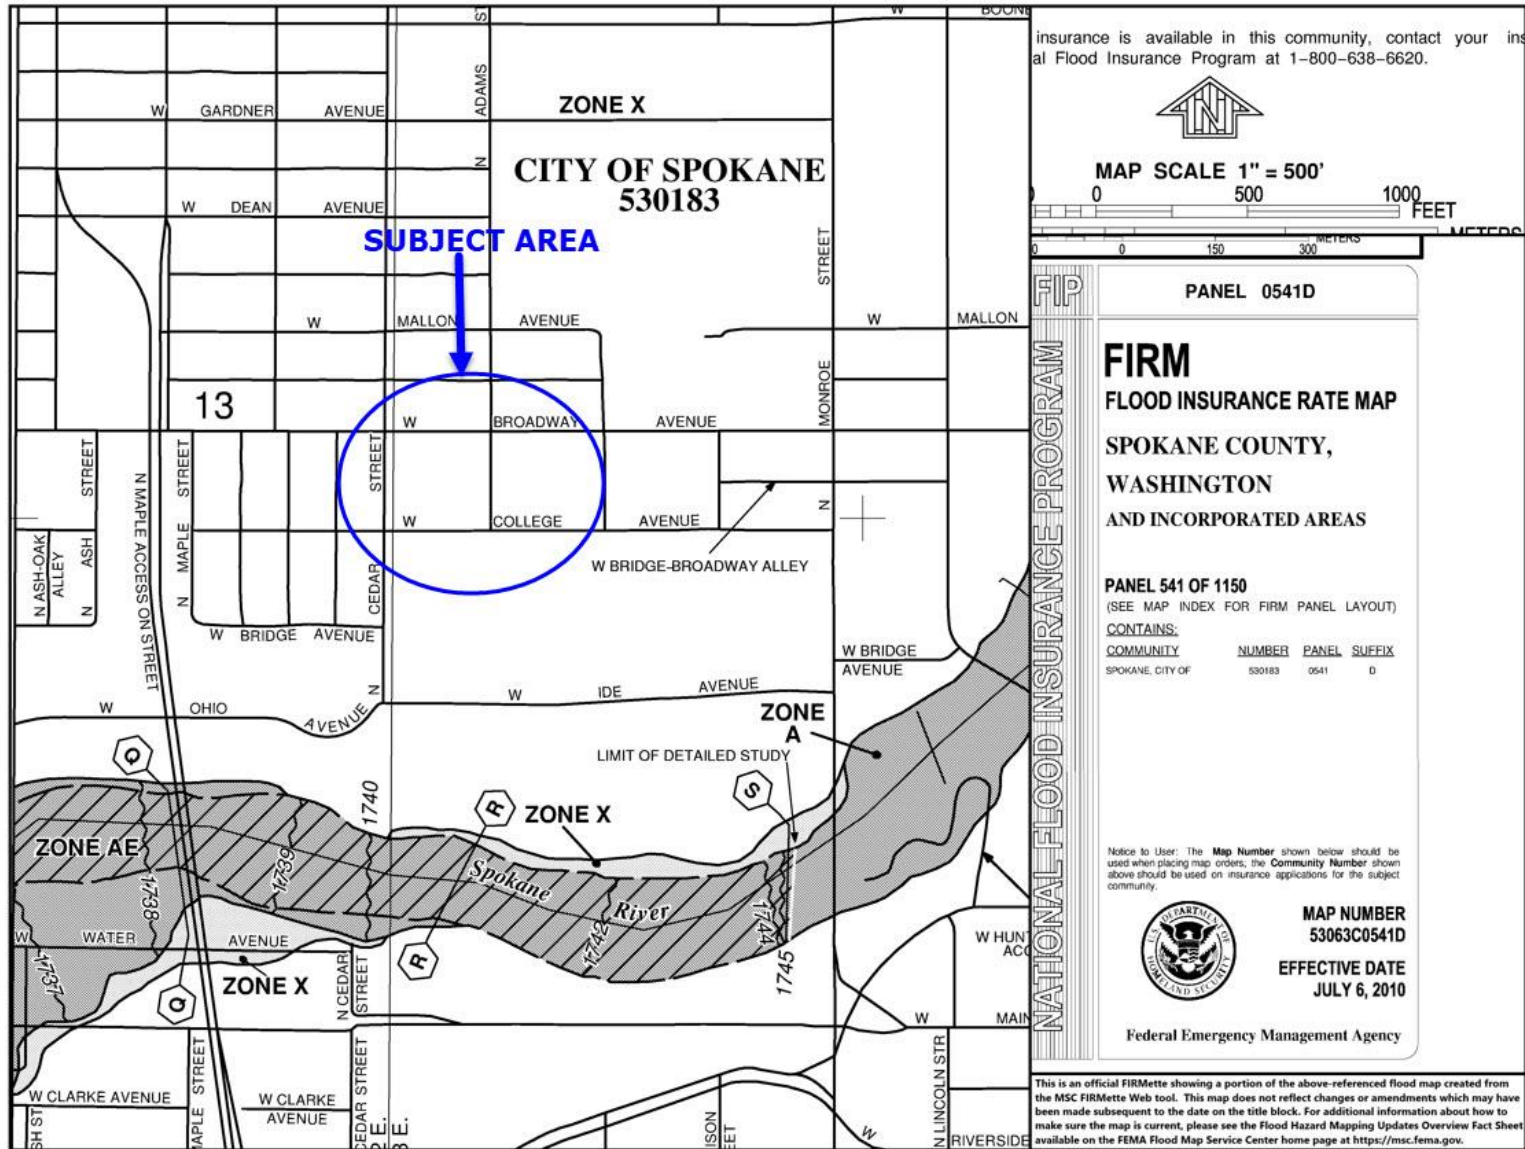 W
BOONE
ST
ADAMS
N
W GARDNER AVENUE
ZONE X
CITY OF SPOKANE
530183
W DEAN AVENUE
SUBJECT AREA
STREET
MONROE
N
W MALLON AVENUE
W MALLON
13
W BROADWAY AVENUE
STREET
CEDAR
N
W COLLEGE AVENUE
W BRIDGE-BROADWAY ALLEY
N ASH-OAK
ALLEY
N ASH STREET
N MAPLE ACCESS ON STREET
N MAPLE STREET
W BRIDGE AVENUE
W BRIDGE
AVENUE
W IDE AVENUE
W OHIO AVENUE
ZONE
A
LIMIT OF DETAILED STUDY
Q
1740
R
ZONE X
S
ZONE AE
1739
1738
Spokane
River
1742
1744
1745
W WATER AVENUE
1737
ZONE X
Q
R
N CEDAR
STREET
W HUN
ACC
W MAIN
W CLARKE AVENUE
W CLARKE
AVENUE
SH ST
MAPLE STREET
CEDAR STREET
E.
E.
ISON
EET
W
N LINCOLN STR
RIVERSIDE
insurance is available in this community, contact your ins
al Flood Insurance Program at 1-800-638-6620.
N
MAP SCALE 1" = 500'
0 500 1000
FEET
METERS
METERS
0 150 300
NFIP
NATIONAL FLOOD INSURANCE PROGRAM
PANEL 0541D
FIRM
FLOOD INSURANCE RATE MAP
SPOKANE COUNTY,
WASHINGTON
AND INCORPORATED AREAS
PANEL 541 OF 1150
(SEE MAP INDEX FOR FIRM PANEL LAYOUT)
CONTAINS:
COMMUNITY NUMBER PANEL SUFFIX
SPOKANE, CITY OF 530183 0541 D
Notice to User: The Map Number shown below should be
used when placing map orders; the Community Number shown
above should be used on insurance applications for the subject
community.
U.S. DEPARTMENT OF HOMELAND SECURITY
MAP NUMBER
53063C0541D
EFFECTIVE DATE
JULY 6, 2010
Federal Emergency Management Agency
This is an official FIRMette showing a portion of the above-referenced flood map created from
the MSC FIRMette Web tool. This map does not reflect changes or amendments which may have
been made subsequent to the date on the title block. For additional information about how to
make sure the map is current, please see the Flood Hazard Mapping Updates Overview Fact Sheet
available on the FEMA Flood Map Service Center home page at https://msc.fema.gov.